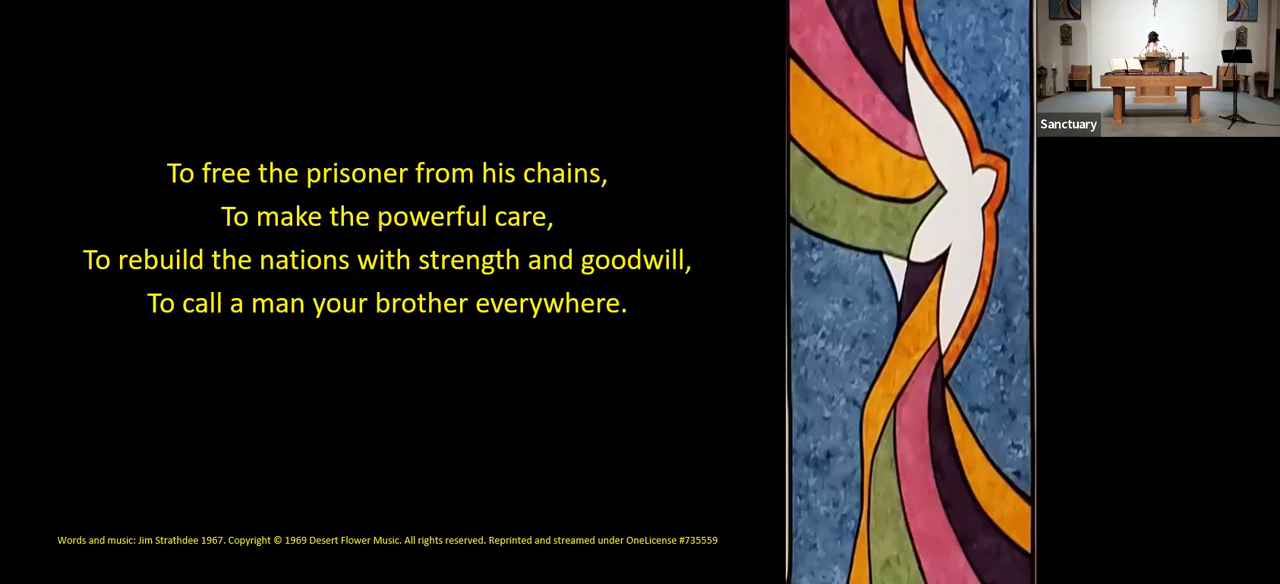 To free the prisoner from his chains,
To make the powerful care,
To rebuild the nations with strength and goodwill,
To call a man your brother everywhere.
Words and music: Jim Strathdee 1967. Copyright © 1969 Desert Flower Music. All rights reserved. Reprinted and streamed under OneLicense #735559
Sanctuary